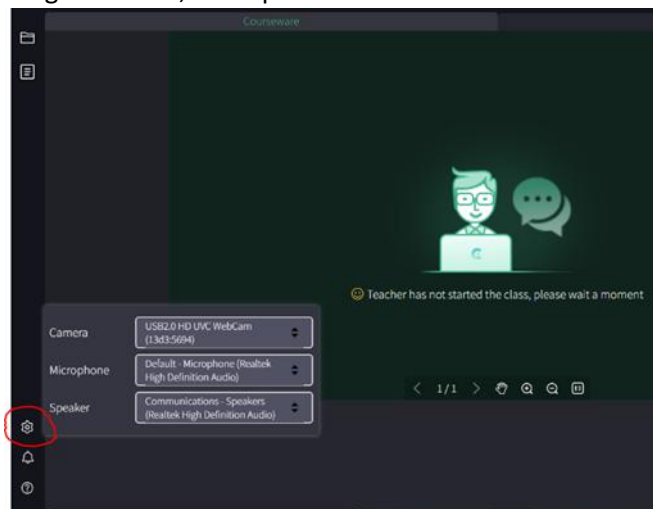 Courseware
Teacher has not started the class, please wait a moment
Camera
USB2.0 HD UVC WebCam
(13d3:5694)
Microphone
Default - Microphone (Realtek
High Definition Audio)
Speaker
Communications - Speakers
(Realtek High Definition Audio)
1/1